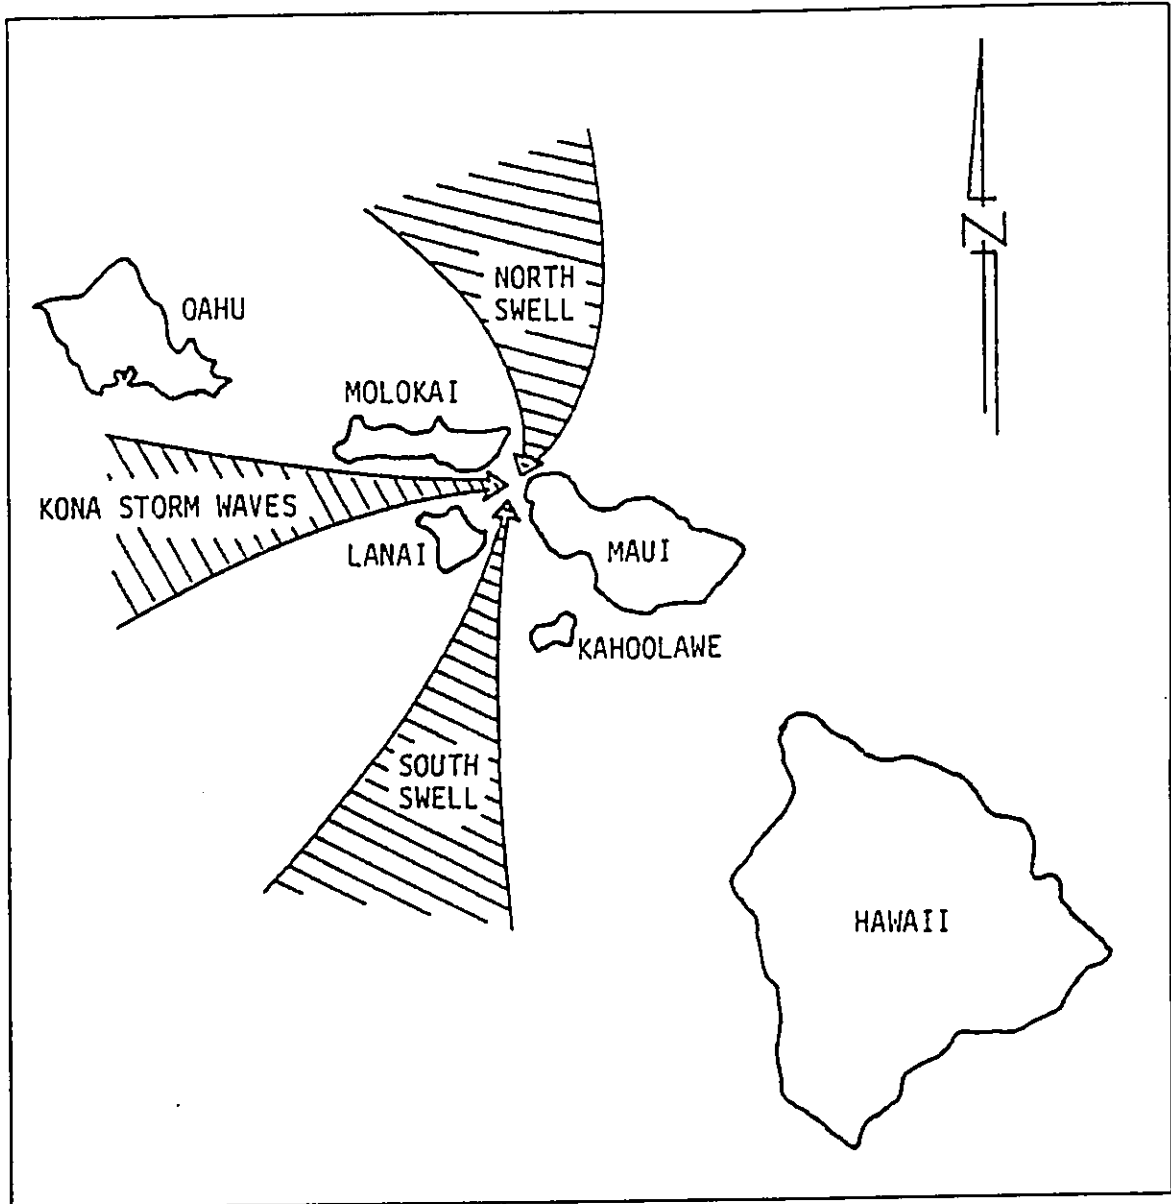 N
NORTH
SWELL
OAHU
MOLOKAI
KONA STORM WAVES
LANAI
MAUI
KAHOOLAWE
SOUTH
SWELL
HAWAII